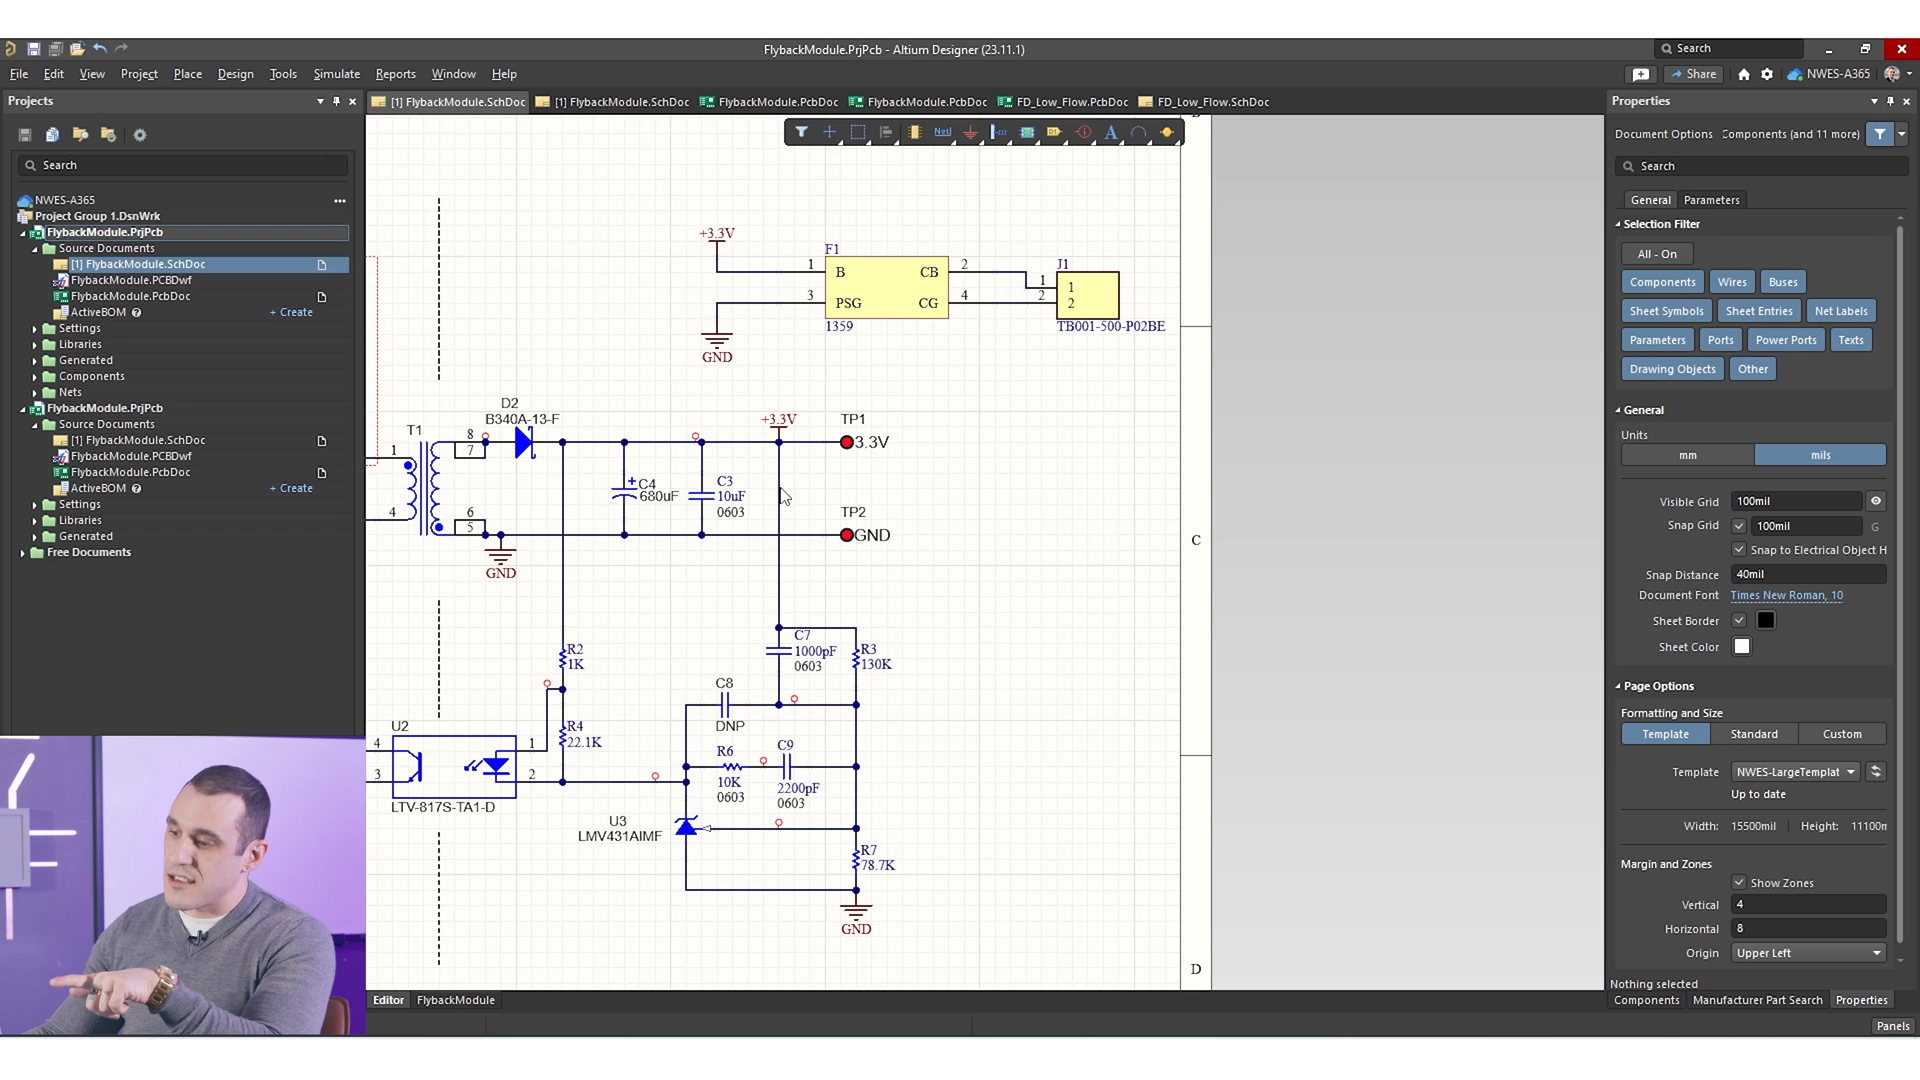 FlybackModule.PrjPcb - Altium Designer (23.11.1)
Search
File Edit View Project Place Design Tools Simulate Reports Window Help
Share
NWES-A365
Projects
[1] FlybackModule.SchDoc
[1] FlybackModule.SchDoc
FlybackModule.PcbDoc
FlybackModule.PcbDoc
FD_Low_Flow.PcbDoc
FD_Low_Flow.SchDoc
Search
NWES-A365
Project Group 1.DsnWrk
FlybackModule.PrjPcb
Source Documents
[1] FlybackModule.SchDoc
FlybackModule.PCBDwf
FlybackModule.PcbDoc
ActiveBOM + Create
Settings
Libraries
Generated
Components
Nets
FlybackModule.PrjPcb
Source Documents
[1] FlybackModule.SchDoc
FlybackModule.PCBDwf
FlybackModule.PcbDoc
ActiveBOM + Create
Settings
Libraries
Generated
Free Documents
Net
A
+3.3V
F1
1 B CB 2
3 PSG CG 4
1359
GND
J1
1 1
2 2
TB001-500-P02BE
D2
B340A-13-F
+3.3V
TP1
3.3V
T1
1
4
8
7
6
5
+
C4
680uF
C3
10uF
0603
TP2
GND
GND
C
R2
1K
C7
1000pF
0603
R3
130K
C8
DNP
U2
4
3
1
2
LTV-817S-TA1-D
R4
22.1K
R6
10K
0603
C9
2200pF
0603
U3
LMV431AIMF
R7
78.7K
GND
D
Editor FlybackModule
Properties
Document Options Components (and 11 more)
Search
General Parameters
Selection Filter
All - On
Components Wires Buses
Sheet Symbols Sheet Entries Net Labels
Parameters Ports Power Ports Texts
Drawing Objects Other
General
Units
mm mils
Visible Grid 100mil
Snap Grid 100mil G
Snap to Electrical Object H
Snap Distance 40mil
Document Font Times New Roman, 10
Sheet Border
Sheet Color
Page Options
Formatting and Size
Template Standard Custom
Template NWES-LargeTemplat
Up to date
Width: 15500mil Height: 11100m
Margin and Zones
Show Zones
Vertical 4
Horizontal 8
Origin Upper Left
Nothing selected
Components Manufacturer Part Search Properties
Panels